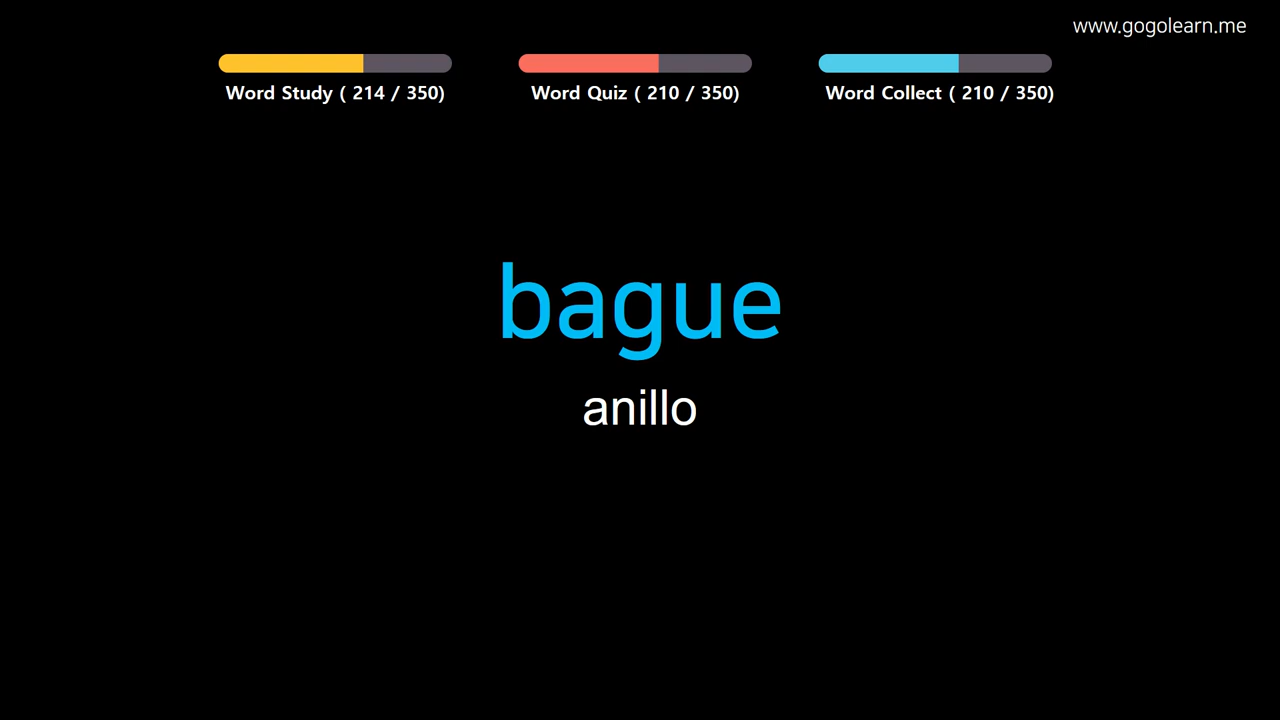 www.gogolearn.me
Word Study ( 214 / 350)
Word Quiz ( 210 / 350)
Word Collect ( 210 / 350)
bague
anillo